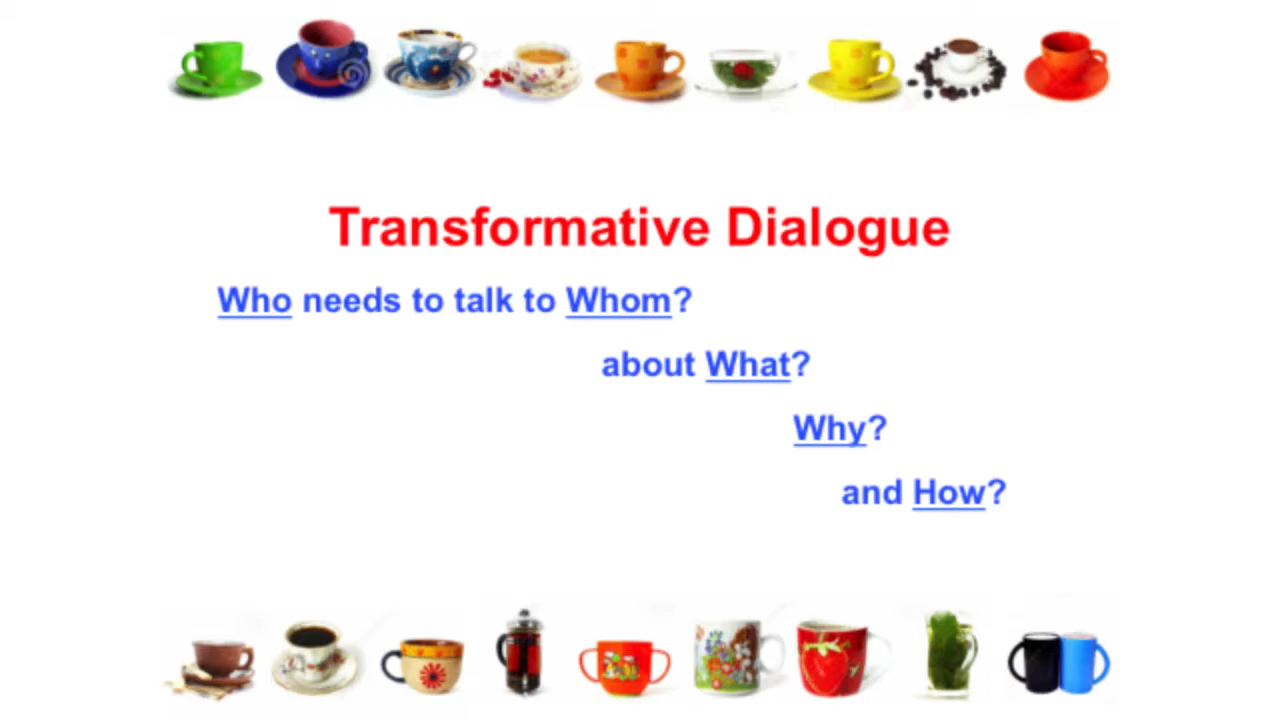 Transformative Dialogue
Who needs to talk to Whom?
about What?
Why?
and How?